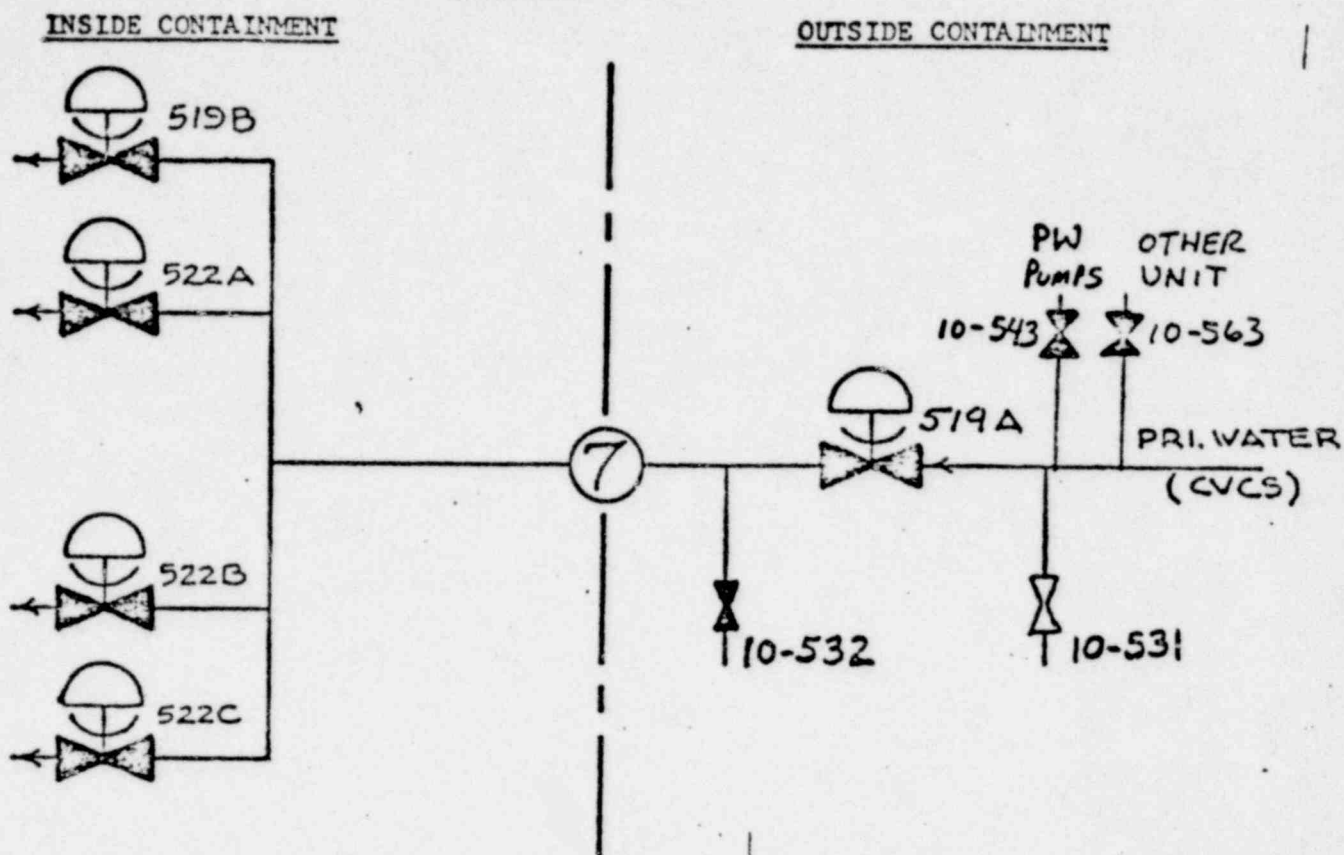 INSIDE CONTAINMENT
OUTSIDE CONTAINMENT
519B
522A
PW
PUMPS
OTHER
UNIT
10-543
10-563
519A
7
PRI. WATER
(CVCS)
522B
10-532
10-531
522C